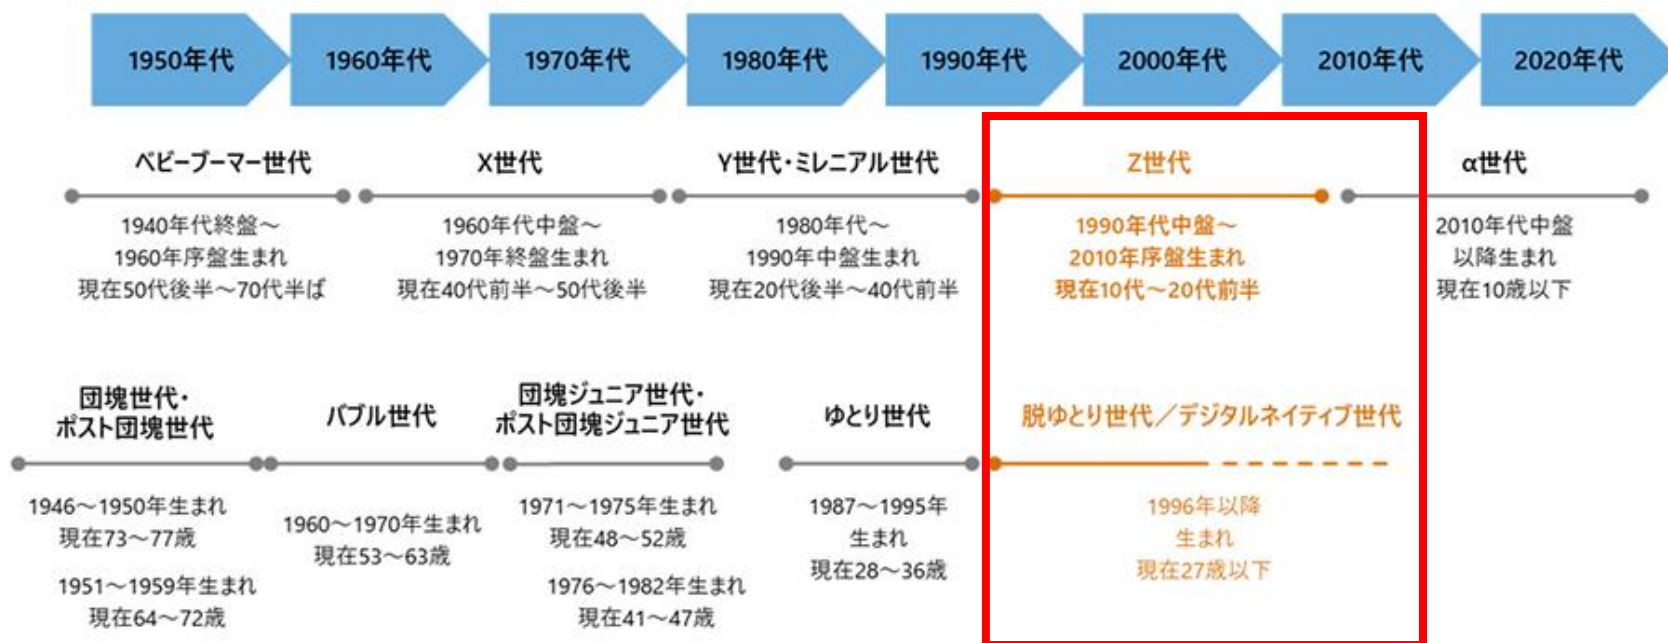 1950年代
1960年代
1970年代
1980年代
1990年代
2000年代
2010年代
2020年代
ベビーブーマー世代
1940年代終盤～
1960年序盤生まれ
現在50代後半～70代半ば
X世代
1960年代中盤～
1970年終盤生まれ
現在40代前半～50代後半
Y世代・ミレニアル世代
1980年代～
1990年中盤生まれ
現在20代後半～40代前半
Z世代
1990年代中盤～
2010年序盤生まれ
現在10代～20代前半
α世代
2010年代中盤
以降生まれ
現在10歳以下
団塊世代・
ポスト団塊世代
1946～1950年生まれ
現在73～77歳
1951～1959年生まれ
現在64～72歳
バブル世代
1960～1970年生まれ
現在53～63歳
団塊ジュニア世代・
ポスト団塊ジュニア世代
1971～1975年生まれ
現在48～52歳
1976～1982年生まれ
現在41～47歳
ゆとり世代
1987～1995年
生まれ
現在28～36歳
脱ゆとり世代／デジタルネイティブ世代
1996年以降
生まれ
現在27歳以下